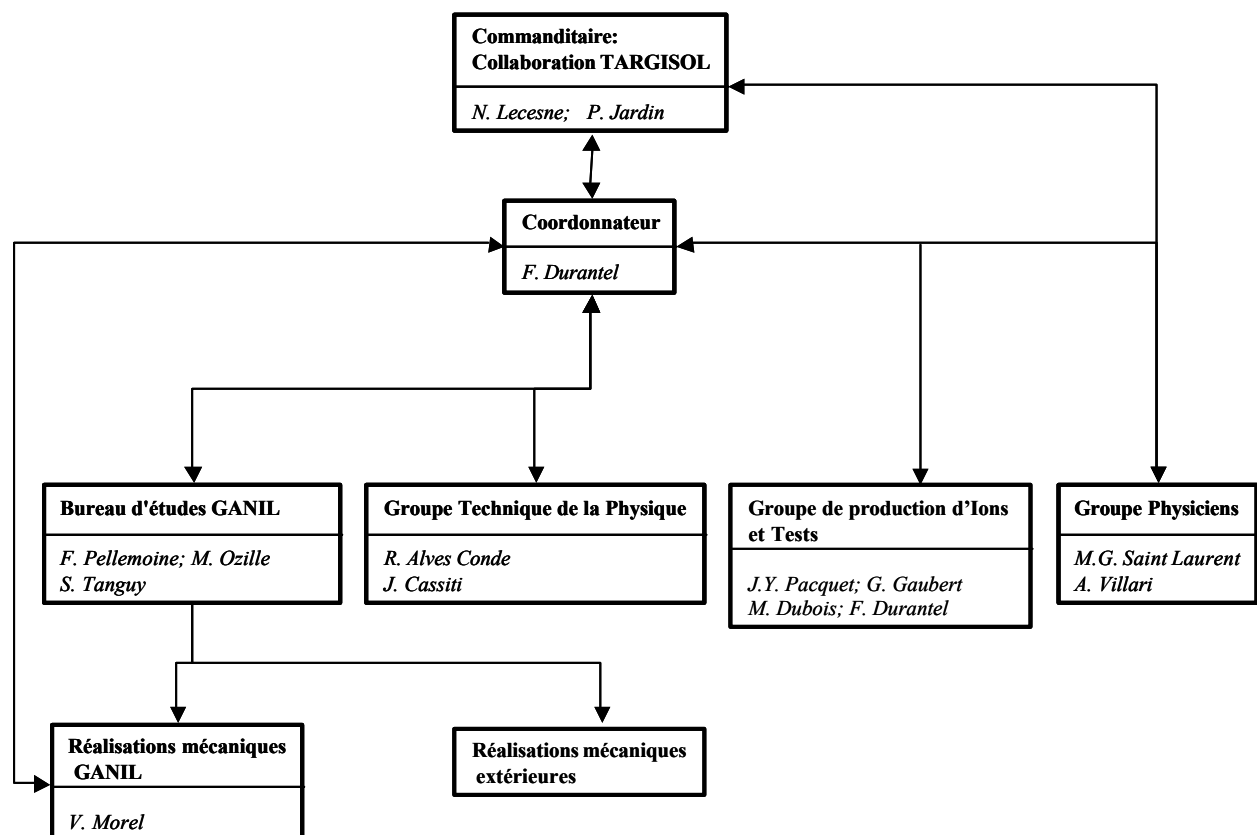 Commanditaire:
Collaboration TARGISOL
N. Lecesne; P. Jardin
Coordonnateur
F. Durantel
Bureau d'études GANIL
F. Pellemoine; M. Ozille
S. Tanguy
Groupe Technique de la Physique
R. Alves Conde
J. Cassiti
Groupe de production d’Ions
et Tests
J.Y. Pacquet; G. Gaubert
M. Dubois; F. Durantel
Groupe Physiciens
M.G. Saint Laurent
A. Villari
Réalisations mécaniques
GANIL
V. Morel
Réalisations mécaniques
extérieures